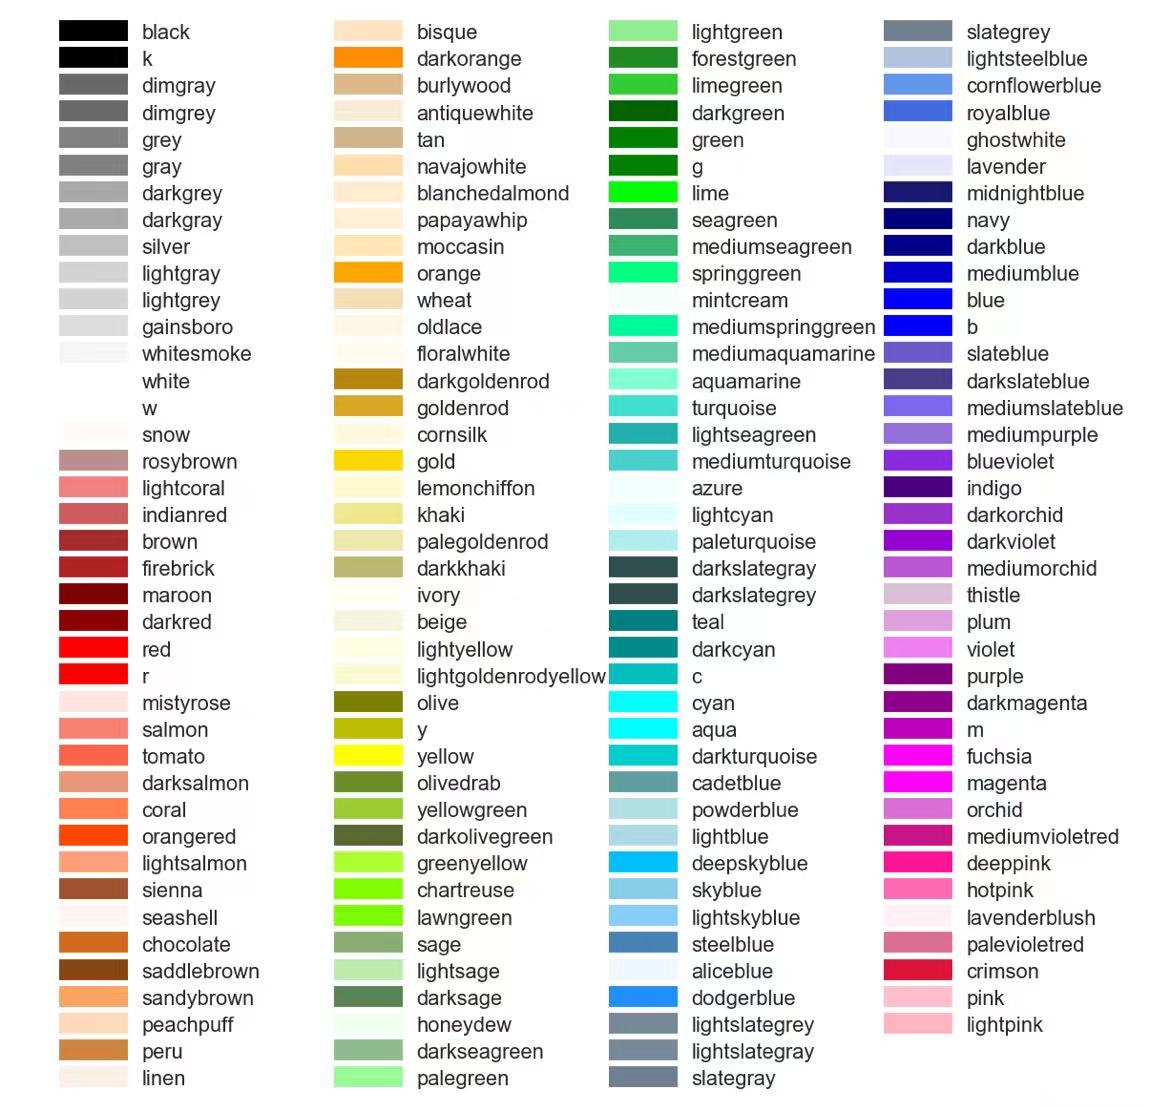 black
k
dimgray
dimgrey
grey
gray
darkgrey
darkgray
silver
lightgray
lightgrey
gainsboro
whitesmoke
white
w
snow
rosybrown
lightcoral
indianred
brown
firebrick
maroon
darkred
red
r
mistyrose
salmon
tomato
darksalmon
coral
orangered
lightsalmon
sienna
seashell
chocolate
saddlebrown
sandybrown
peachpuff
peru
linen
bisque
darkorange
burlywood
antiquewhite
tan
navajowhite
blanchedalmond
papayawhip
moccasin
orange
wheat
oldlace
floralwhite
darkgoldenrod
goldenrod
cornsilk
gold
lemonchiffon
khaki
palegoldenrod
darkkhaki
ivory
beige
lightyellow
lightgoldenrodyellow
olive
y
yellow
olivedrab
yellowgreen
darkolivegreen
greenyellow
chartreuse
lawngreen
sage
lightsage
darksage
honeydew
darkseagreen
palegreen
lightgreen
forestgreen
limegreen
darkgreen
green
g
lime
seagreen
mediumseagreen
springgreen
mintcream
mediumspringgreen
mediumaquamarine
aquamarine
turquoise
lightseagreen
mediumturquoise
azure
lightcyan
paleturquoise
darkslategray
darkslategrey
teal
darkcyan
c
cyan
aqua
darkturquoise
cadetblue
powderblue
lightblue
deepskyblue
skyblue
lightskyblue
steelblue
aliceblue
dodgerblue
lightslategrey
lightslategray
slategray
slategrey
lightsteelblue
cornflowerblue
royalblue
ghostwhite
lavender
midnightblue
navy
darkblue
mediumblue
blue
b
slateblue
darkslateblue
mediumslateblue
mediumpurple
blueviolet
indigo
darkorchid
darkviolet
mediumorchid
thistle
plum
violet
purple
darkmagenta
m
fuchsia
magenta
orchid
mediumvioletred
deeppink
hotpink
lavenderblush
palevioletred
crimson
pink
lightpink